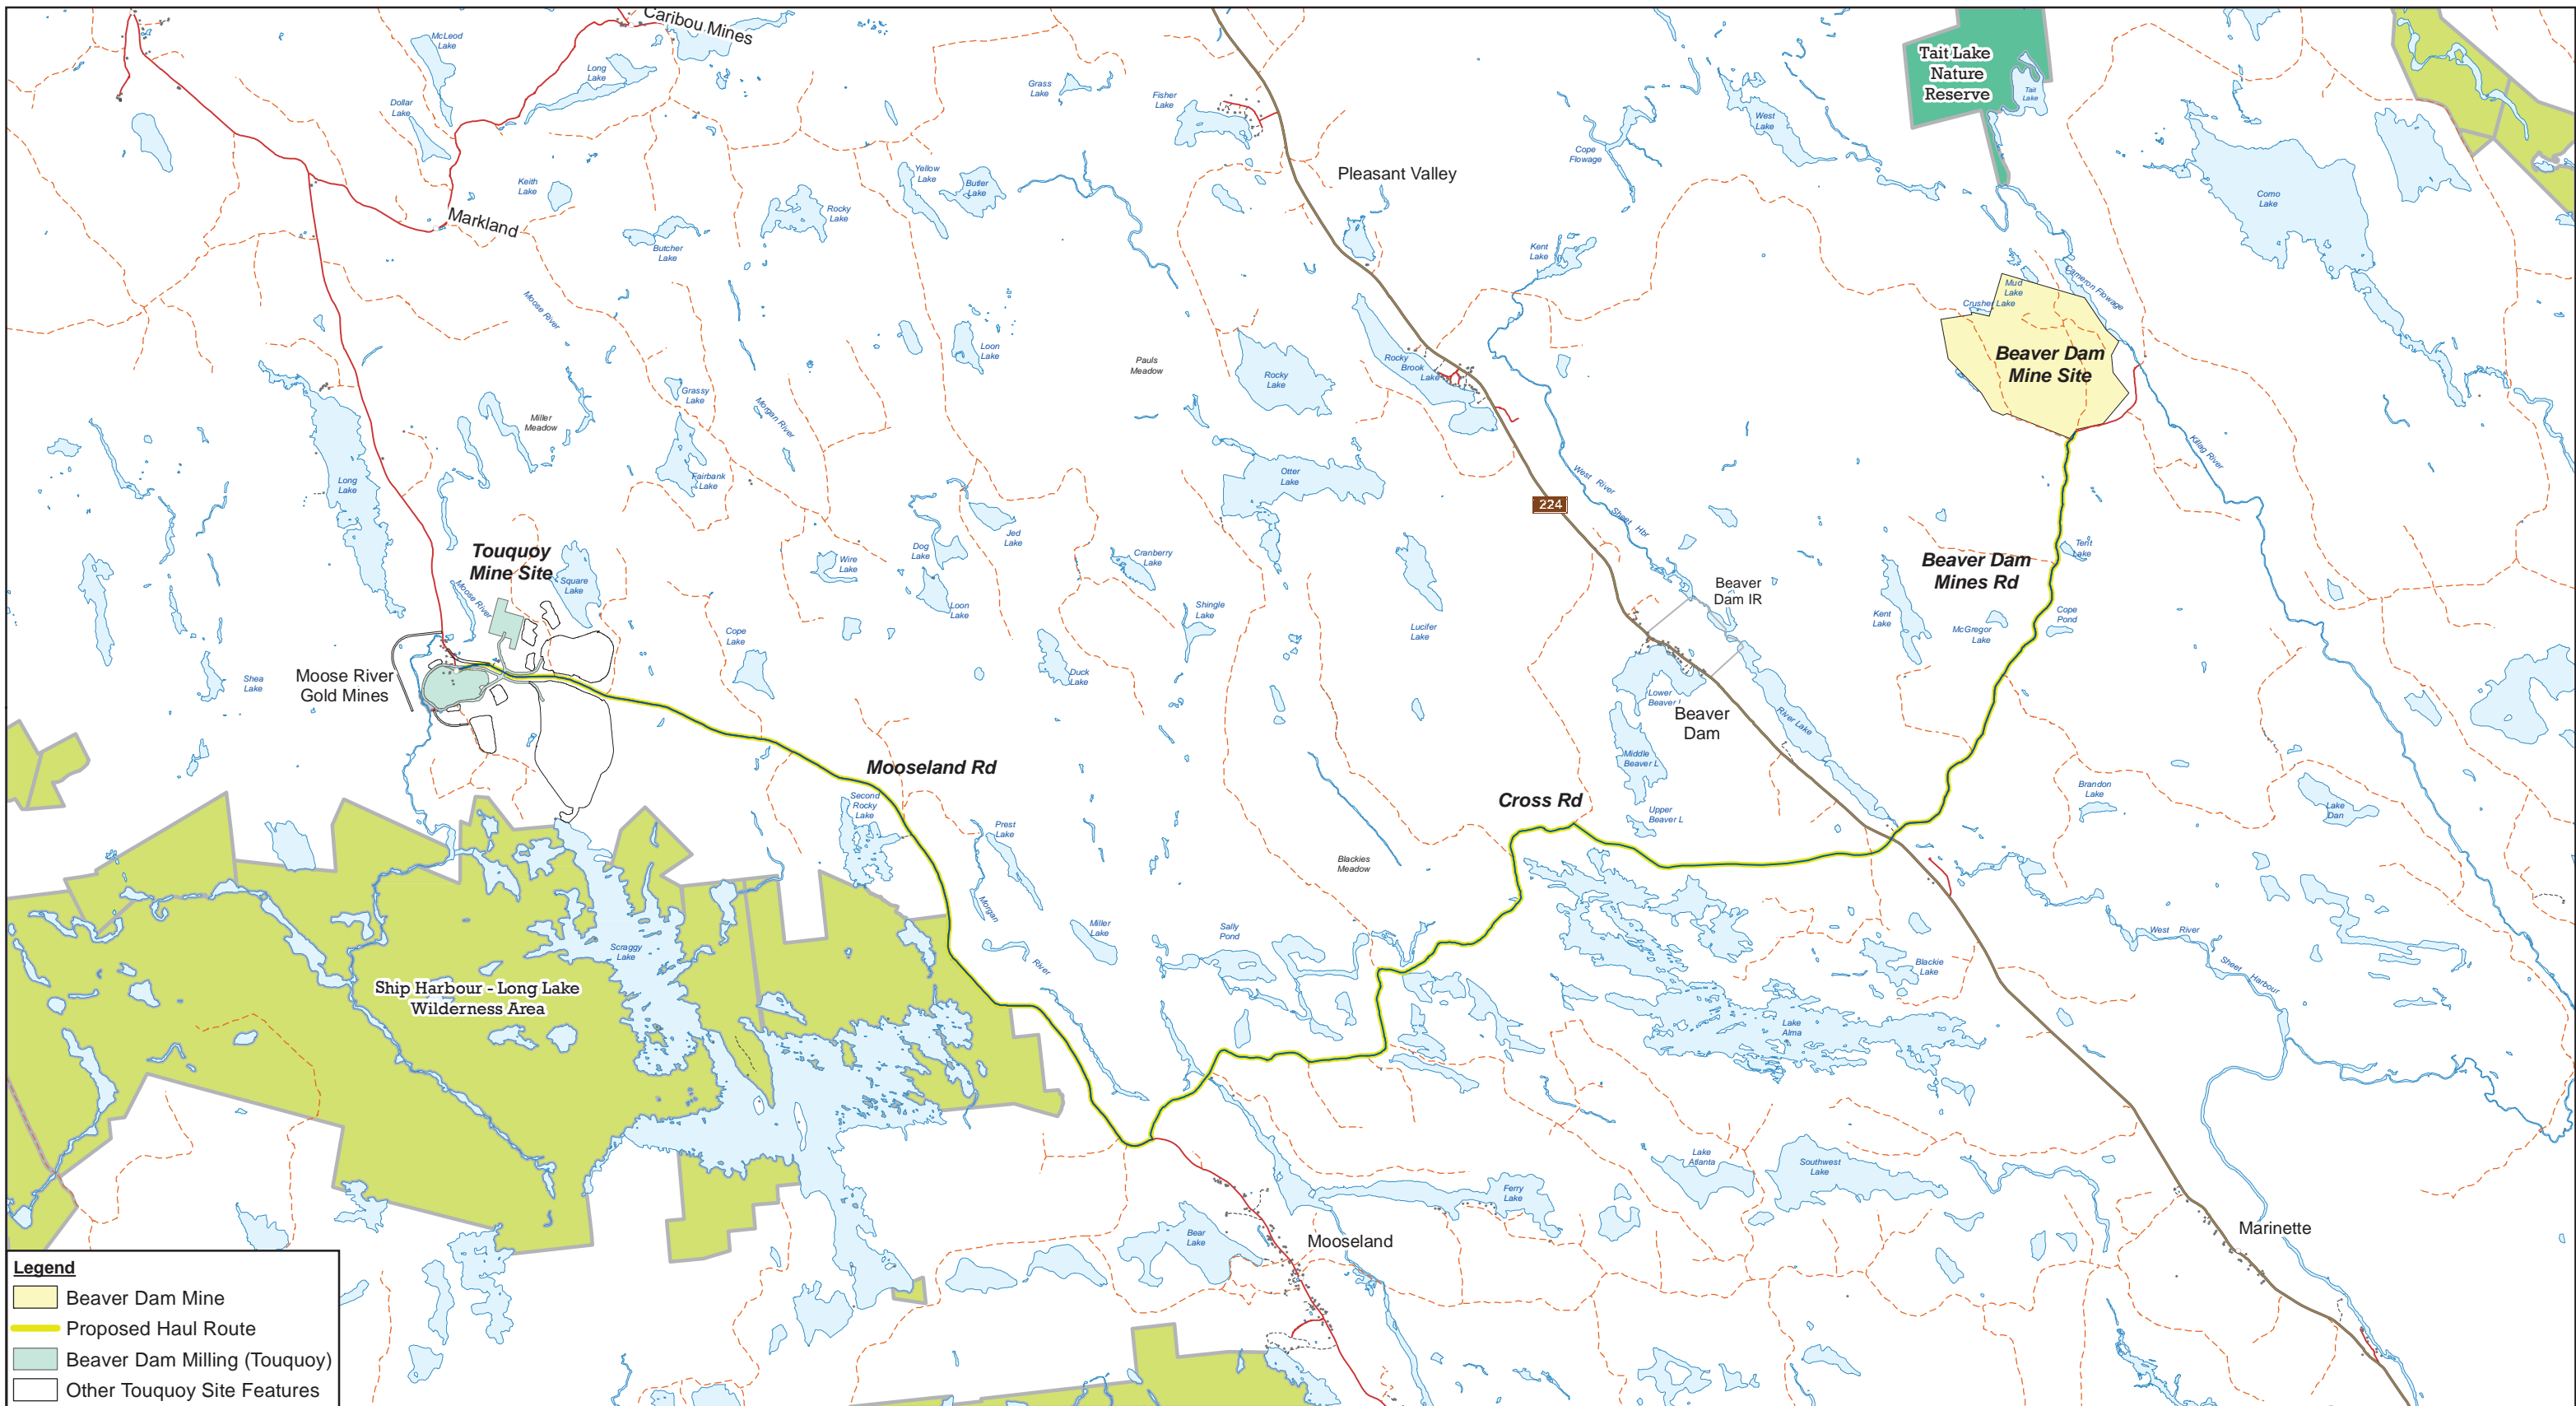 Caribou Mines
McLeod
Lake
Long
Lake
Dollar
Lake
Keith
Lake
Markland
Butcher
Lake
Rocky
Lake
Yellow
Lake
Butler
Lake
Grass
Lake
Fisher
Lake
Pleasant Valley
Cope
Flowage
West
Lake
Tait Lake
Nature
Reserve
Tait
Lake
Como
Lake
Kent
Lake
Moose River
Loon
Lake
Pauls
Meadow
Rocky
Lake
Rocky
Brook
Lake
Mud
Lake
Crusher Lake
Cameron Flowage
Beaver Dam
Mine Site
Grassy
Lake
Morgan River
Miller
Meadow
Long
Lake
Fairbank
Lake
Otter
Lake
224
West River
Sheet Hbr
Killag River
Jed
Lake
Dog
Lake
Wire
Lake
Cranberry
Lake
Loon
Lake
Shingle
Lake
Lucifer
Lake
Touquoy
Mine Site
Square
Lake
Moose River
Cope
Lake
Duck
Lake
Shea
Lake
Moose River
Gold Mines
Beaver
Dam IR
Beaver Dam
Mines Rd
Tent
Lake
Kent
Lake
McGregor
Lake
Cope
Pond
Lower
Beaver L
Beaver
Dam
River Lake
Middle
Beaver L
Upper
Beaver L
Brandon
Lake
Lake
Dan
Mooseland Rd
Cross Rd
Second
Rocky
Lake
Prest
Lake
Blackies
Meadow
Morgan
River
Miller
Lake
Sally
Pond
Blackie
Lake
West River
Sheet Harbour
Scraggy
Lake
Ship Harbour - Long Lake
Wilderness Area
Lake
Alma
Lake
Atlanta
Southwest
Lake
Ferry
Lake
Bear
Lake
Mooseland
Marinette
Legend
Beaver Dam Mine
Proposed Haul Route
Beaver Dam Milling (Touquoy)
Other Touquoy Site Features